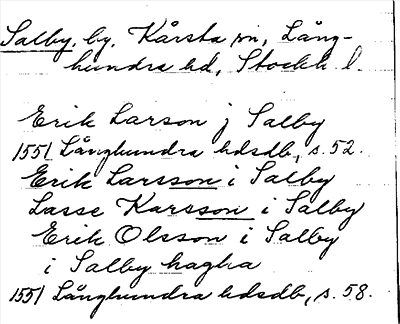 Salby, by, Kårsta sn, Lång-
hundra hd, Stockh. l.
Erik Larson j Salby
1551 Långhundra hdsdb, s. 52.
Erik Larsson i Salby
Lasse Karsson i Salby
Erik Olsson i Salby
i Salby hagha
1551 Långhundra hdsdb, s. 58.